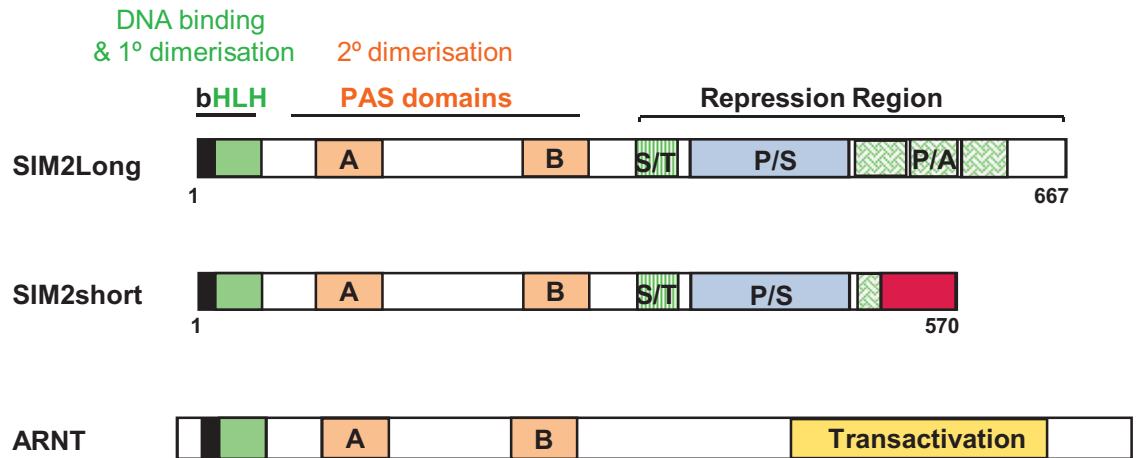 DNA binding
& 1º dimerisation 2º dimerisation
bHLH PAS domains Repression Region
SIM2Long A B S/T P/S P/A
1 667
SIM2short A B S/T P/S
1 570
ARNT A B Transactivation